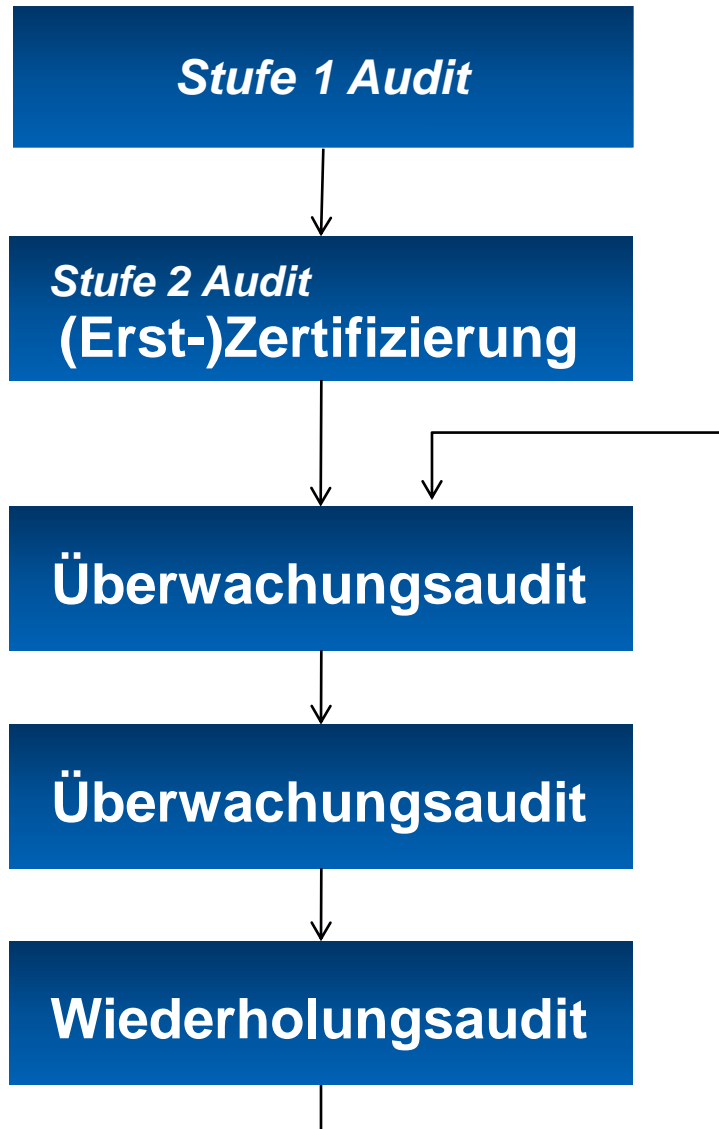 Stufe 1 Audit
Stufe 2 Audit
(Erst-)Zertifizierung
Überwachungsaudit
Überwachungsaudit
Wiederholungsaudit